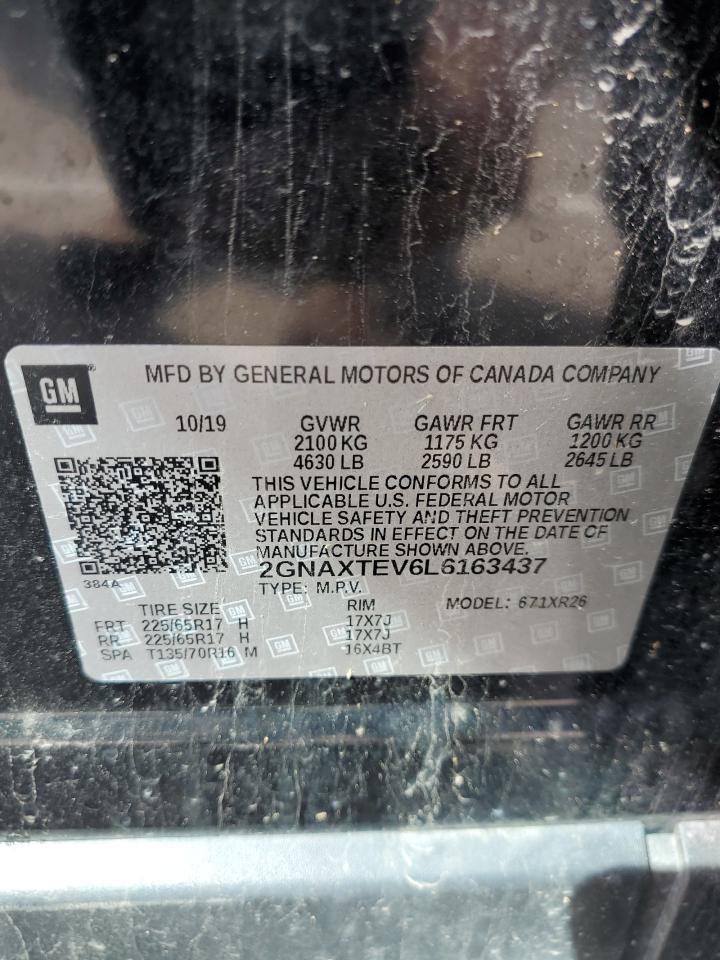 GM
MFD BY GENERAL MOTORS OF CANADA COMPANY
10/19 GVWR GAWR FRT GAWR RR
2100 KG 1175 KG 1200 KG
4630 LB 2590 LB 2645 LB
THIS VEHICLE CONFORMS TO ALL
APPLICABLE U.S. FEDERAL MOTOR
VEHICLE SAFETY AND THEFT PREVENTION
STANDARDS IN EFFECT ON THE DATE OF
MANUFACTURE SHOWN ABOVE.
2GNAXTEV6L6163437
384A
TYPE: M.P.V.
TIRE SIZE RIM MODEL: 671XR26
FRT 225/65R17 H 17X7J
RR 225/65R17 H 17X7J
SPA T135/70R16 M 16X4BT